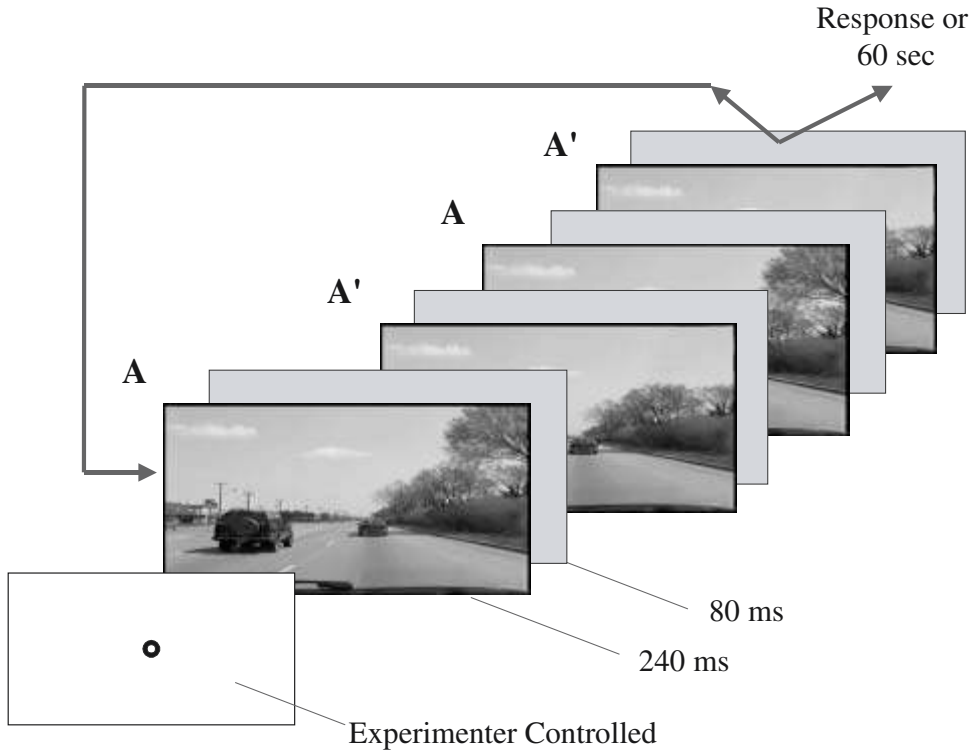 Response or
60 sec
A'
A
A'
A
80 ms
240 ms
Experimenter Controlled